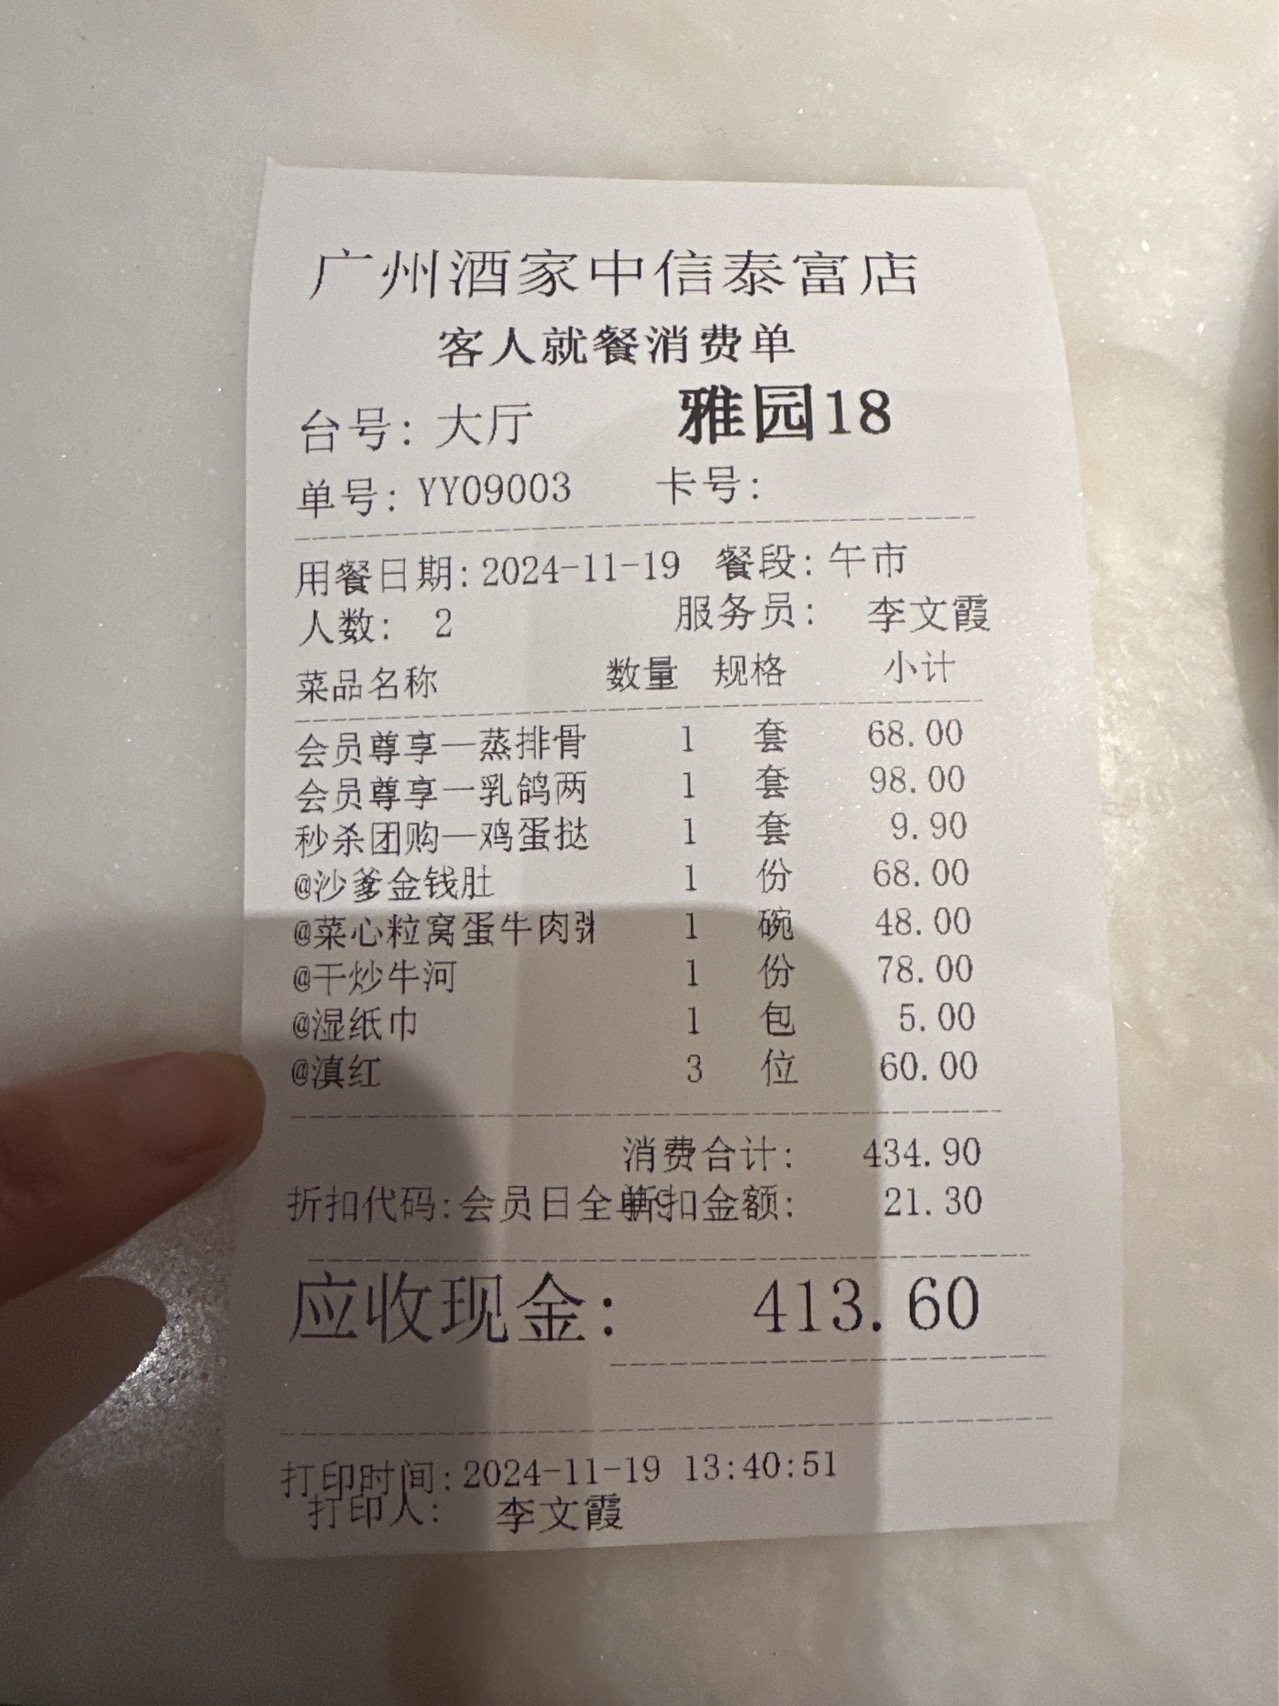 广州酒家中信泰富店
客人就餐消费单
台号: 大厅 雅园18
单号: YY09003 卡号:
用餐日期: 2024-11-19 餐段: 午市
人数: 2 服务员: 李文霞
菜品名称 数量 规格 小计
会员尊享一蒸排骨 1 套 68.00
会员尊享一乳鸽两 1 套 98.00
秒杀团购一鸡蛋挞 1 套 9.90
@沙爹金钱肚 1 份 68.00
@菜心粒窝蛋牛肉 1 碗 48.00
@干炒牛河 1 份 78.00
@湿纸巾 1 包 5.00
@滇红 3 位 60.00
消费合计: 434.90
折扣代码: 会员日全单 折扣金额: 21.30
应收现金: 413.60
打印时间: 2024-11-19 13:40:51
打印人: 李文霞